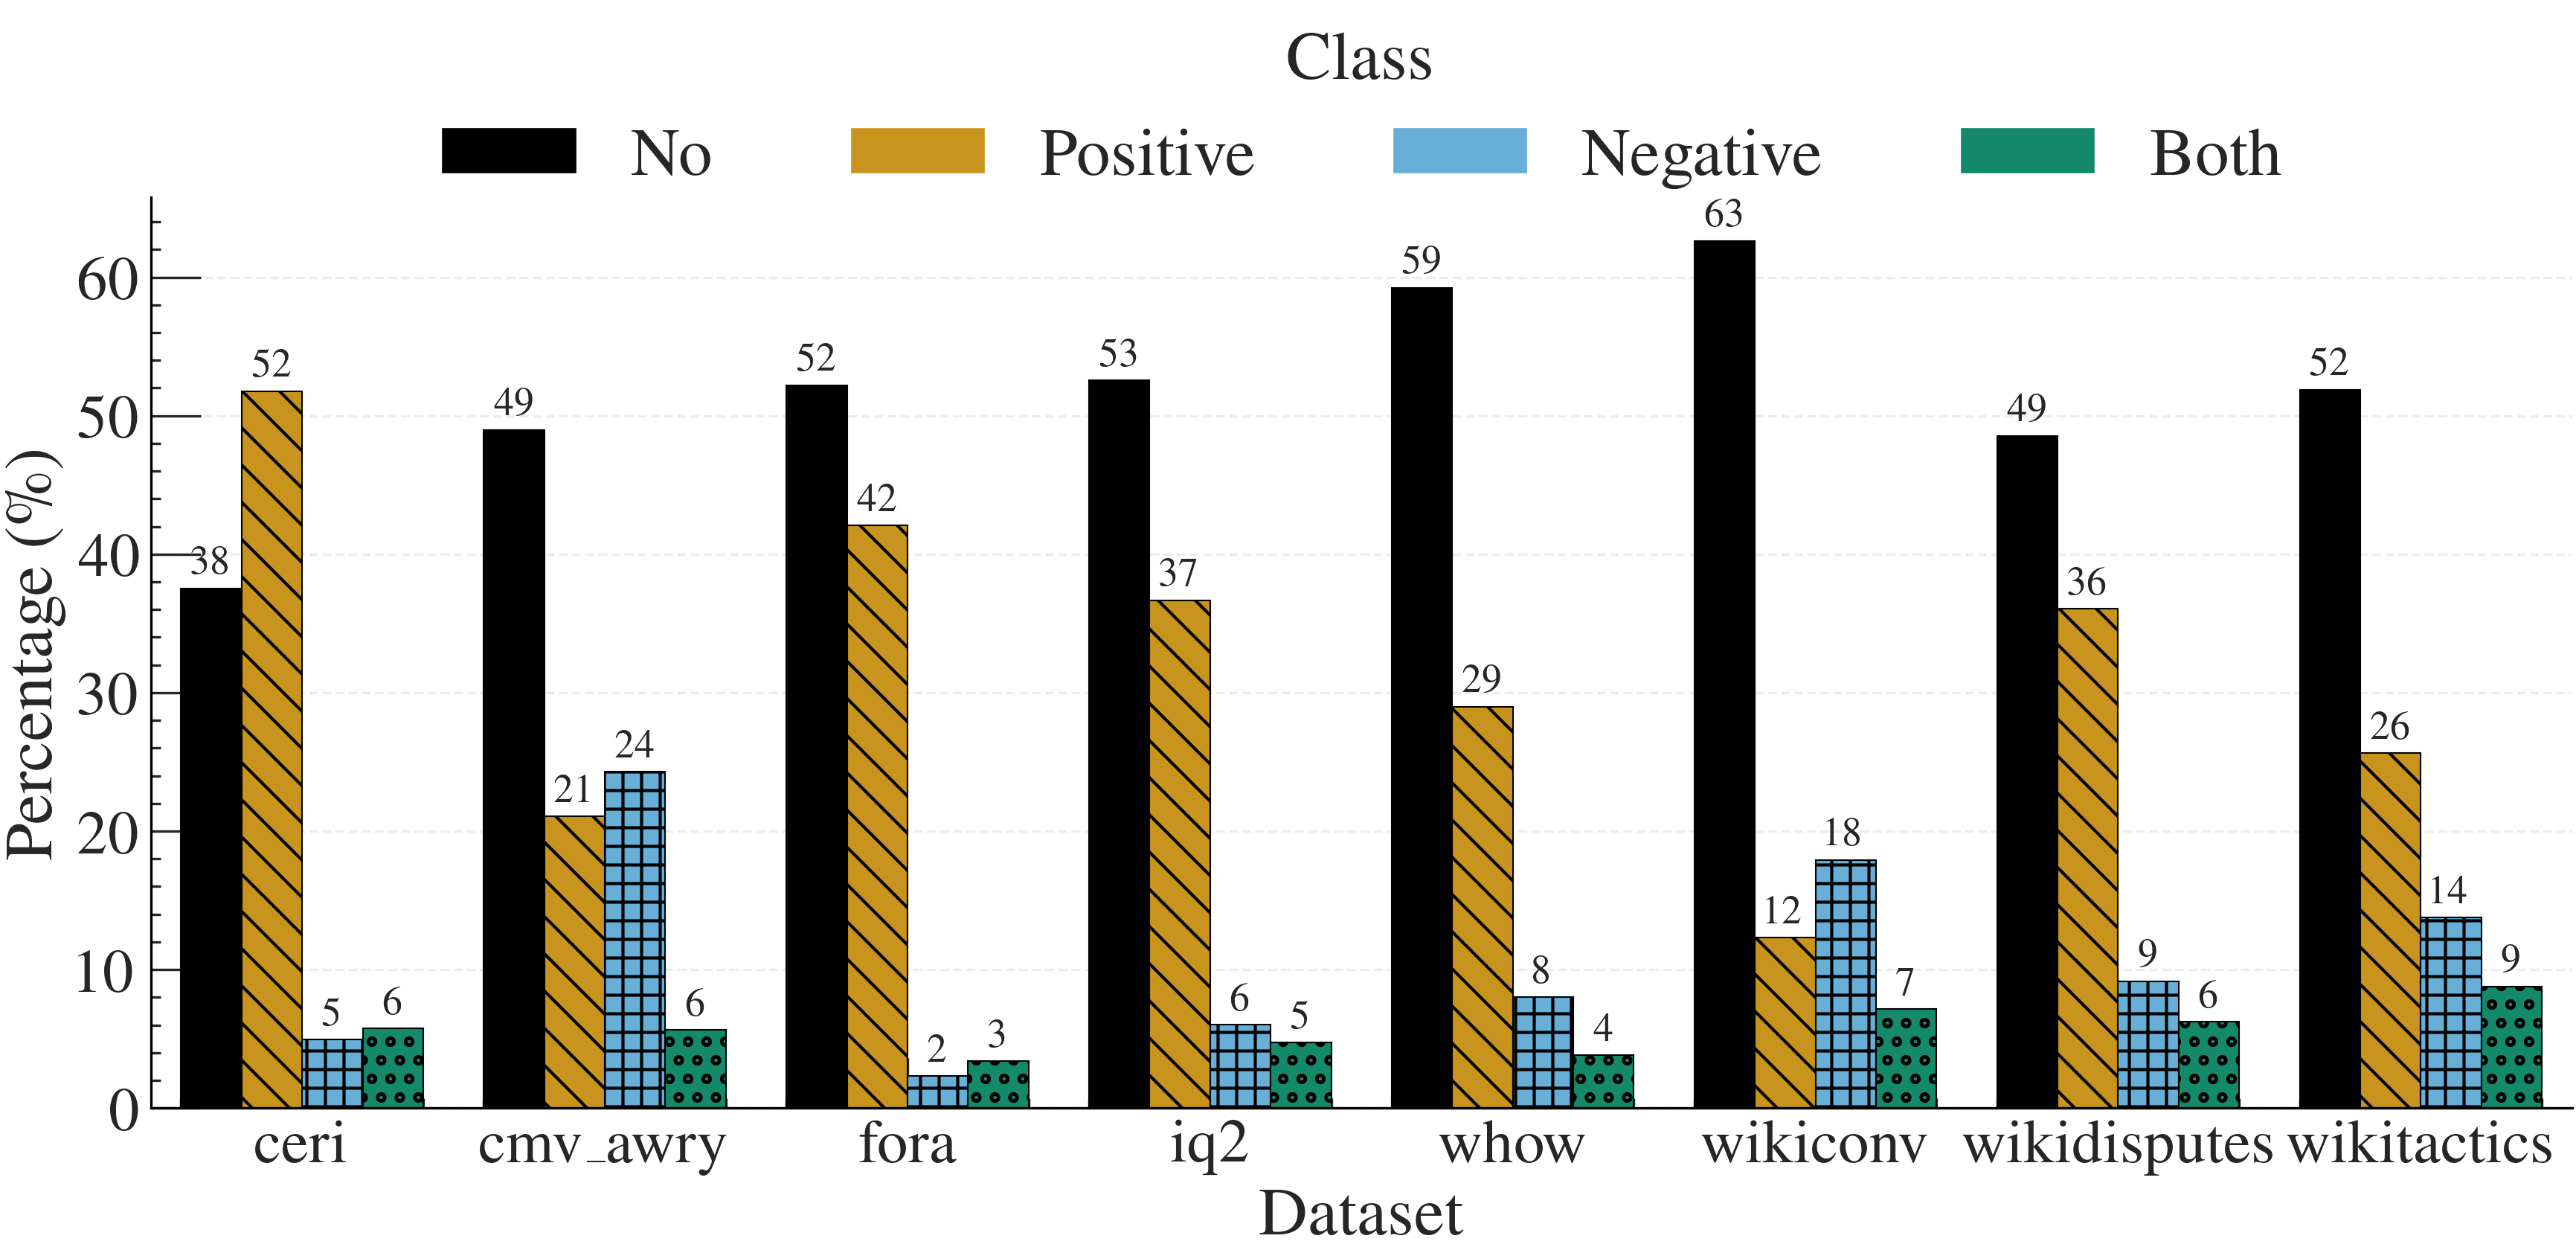 Class
No Positive Negative Both
Percentage (%)
60
50
40
30
20
10
0
38 52 5 6
49 21 24 6
52 42 2 3
53 37 6 5
59 29 8 4
63 12 18 7
49 36 9 6
52 26 14 9
ceri cmv_awry fora iq2 whow wikiconv wikidisputes wikitactics
Dataset